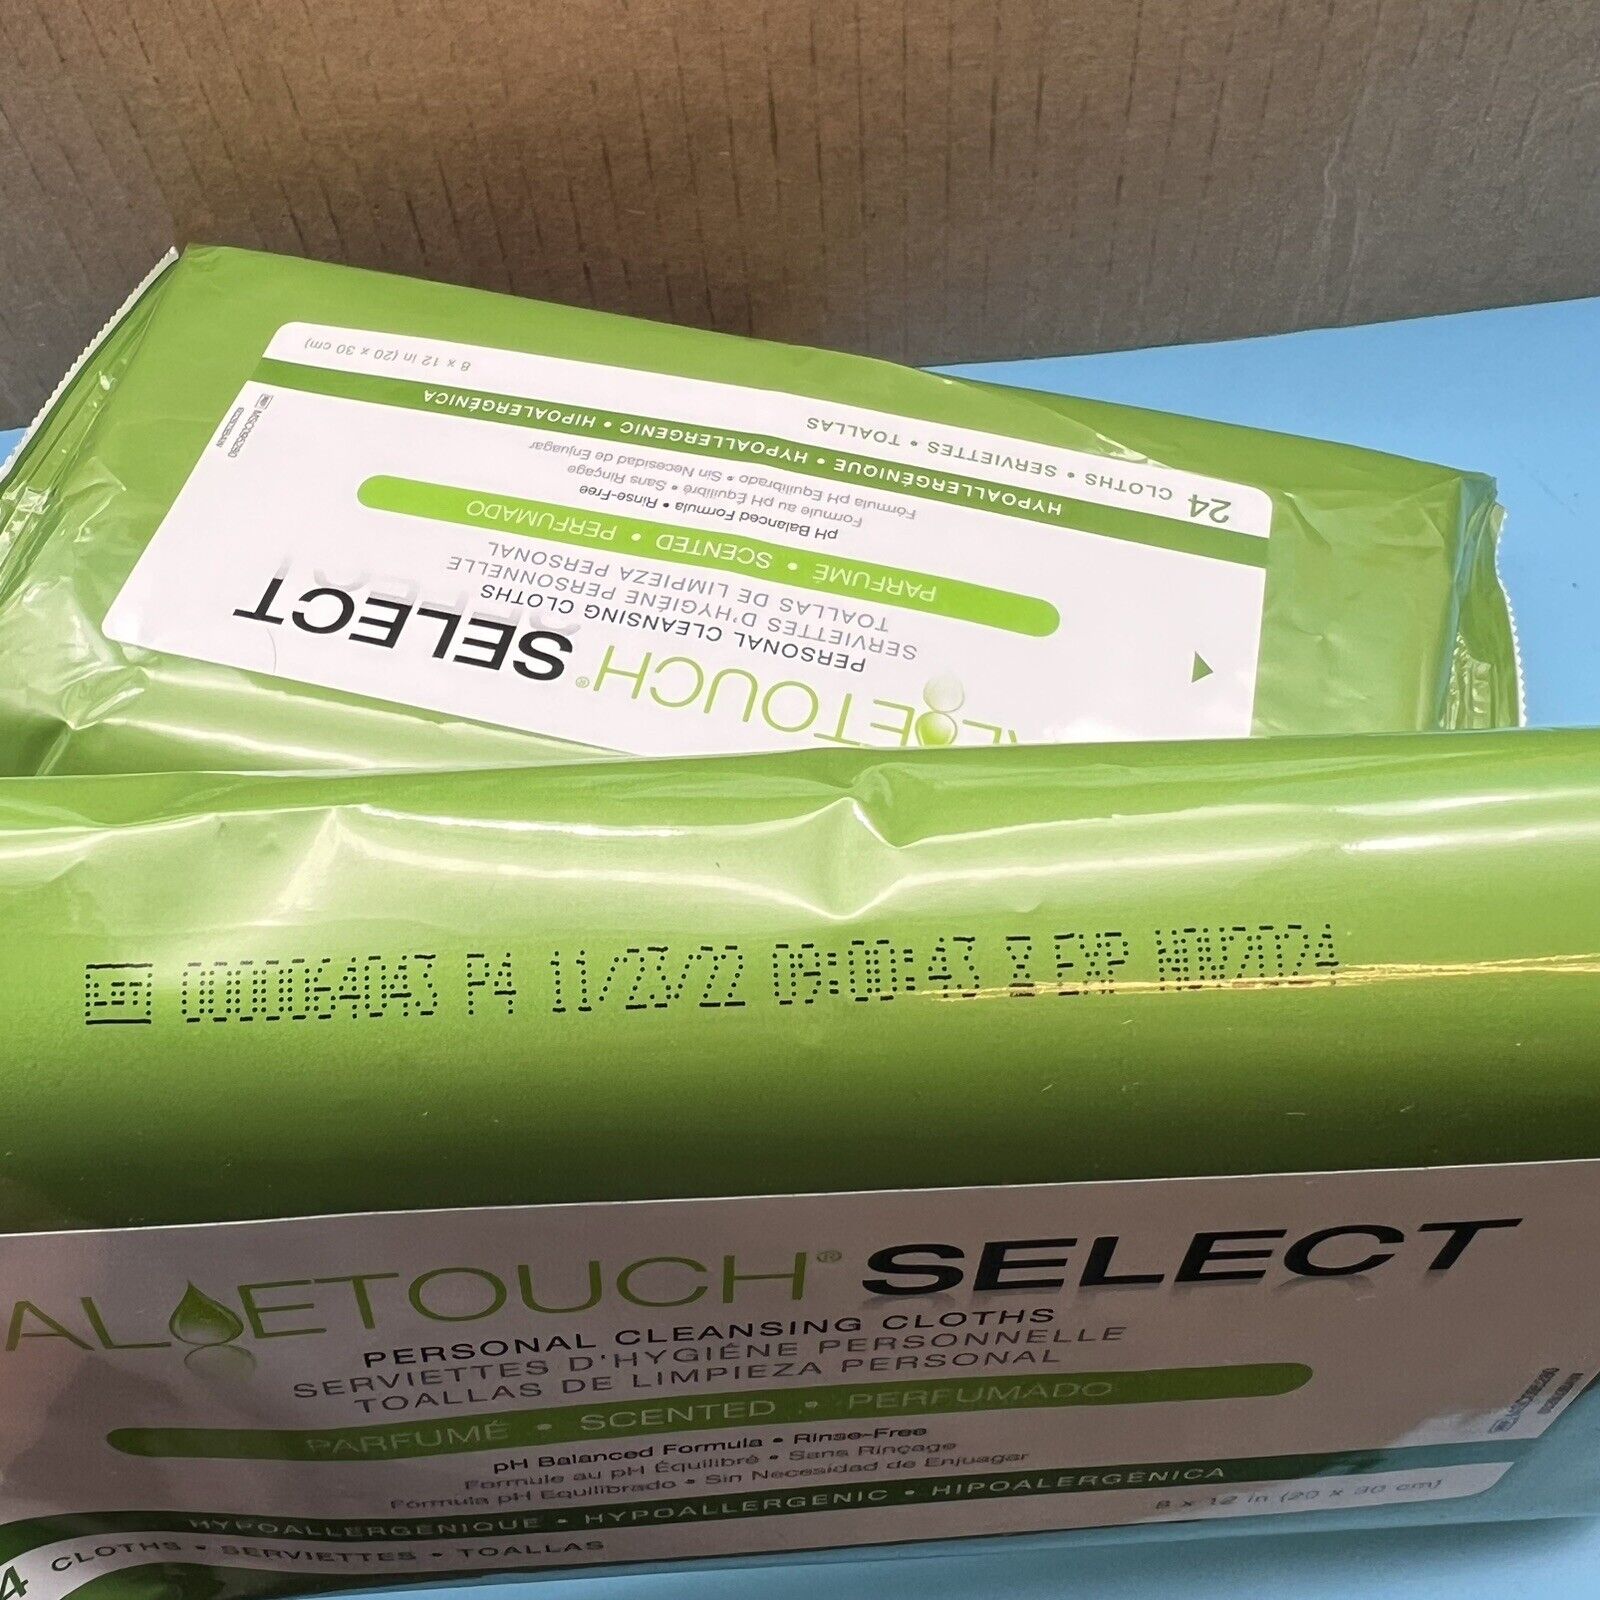 8 x 12 in (20 x 30 cm)
24 CLOTHS • SERVIETTES • TOALLAS
HYPOALLERGÉNIQUE • HYPOALLERGENIC • HIPOALERGÉNICA
Fórmula pH Equilibrado • Sin Necesidad de Enjuagar
Formule au pH Équilibré • Sans Rinçage
pH Balanced Formula • Rinse-Free
PARFUMÉ • SCENTED • PERFUMADO
TOALLAS DE LIMPIEZA PERSONAL
SERVIETTES D'HYGIÉNE PERSONNELLE
PERSONAL CLEANSING CLOTHS
ALOETOUCH® SELECT
LOT 0000064043 P4 11/23/22 09:00:43 X EXP NOV2024
ALOETOUCH® SELECT
PERSONAL CLEANSING CLOTHS
SERVIETTES D'HYGIÉNE PERSONNELLE
TOALLAS DE LIMPIEZA PERSONAL
PARFUMÉ • SCENTED • PERFUMADO
pH Balanced Formula • Rinse-Free
Formule au pH Équilibré • Sans Rinçage
Fórmula pH Equilibrado • Sin Necesidad de Enjuagar
HYPOALLERGÉNIQUE • HYPOALLERGENIC • HIPOALERGÉNICA
4 CLOTHS • SERVIETTES • TOALLAS
8 x 12 in (20 x 30 cm)